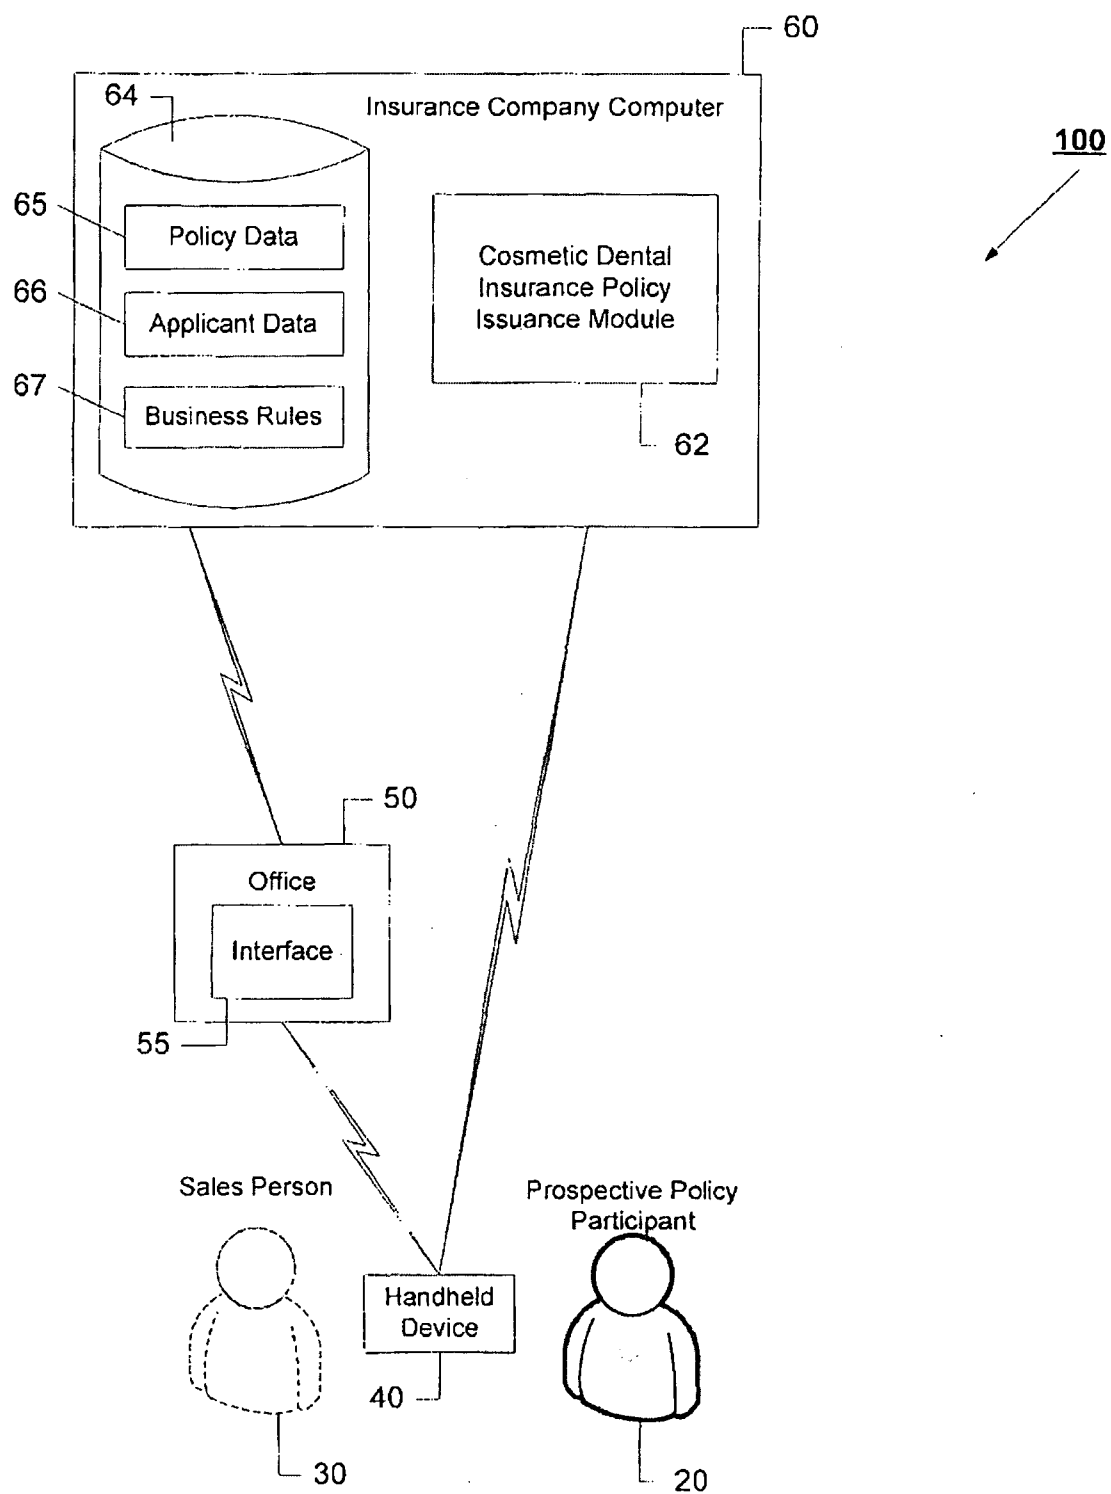 60
64
Insurance Company Computer
100
65
Policy Data
Cosmetic Dental
Insurance Policy
Issuance Module
66
Applicant Data
67
Business Rules
62
50
Office
Interface
55
Sales Person
Prospective Policy
Participant
Handheld
Device
40
30
20